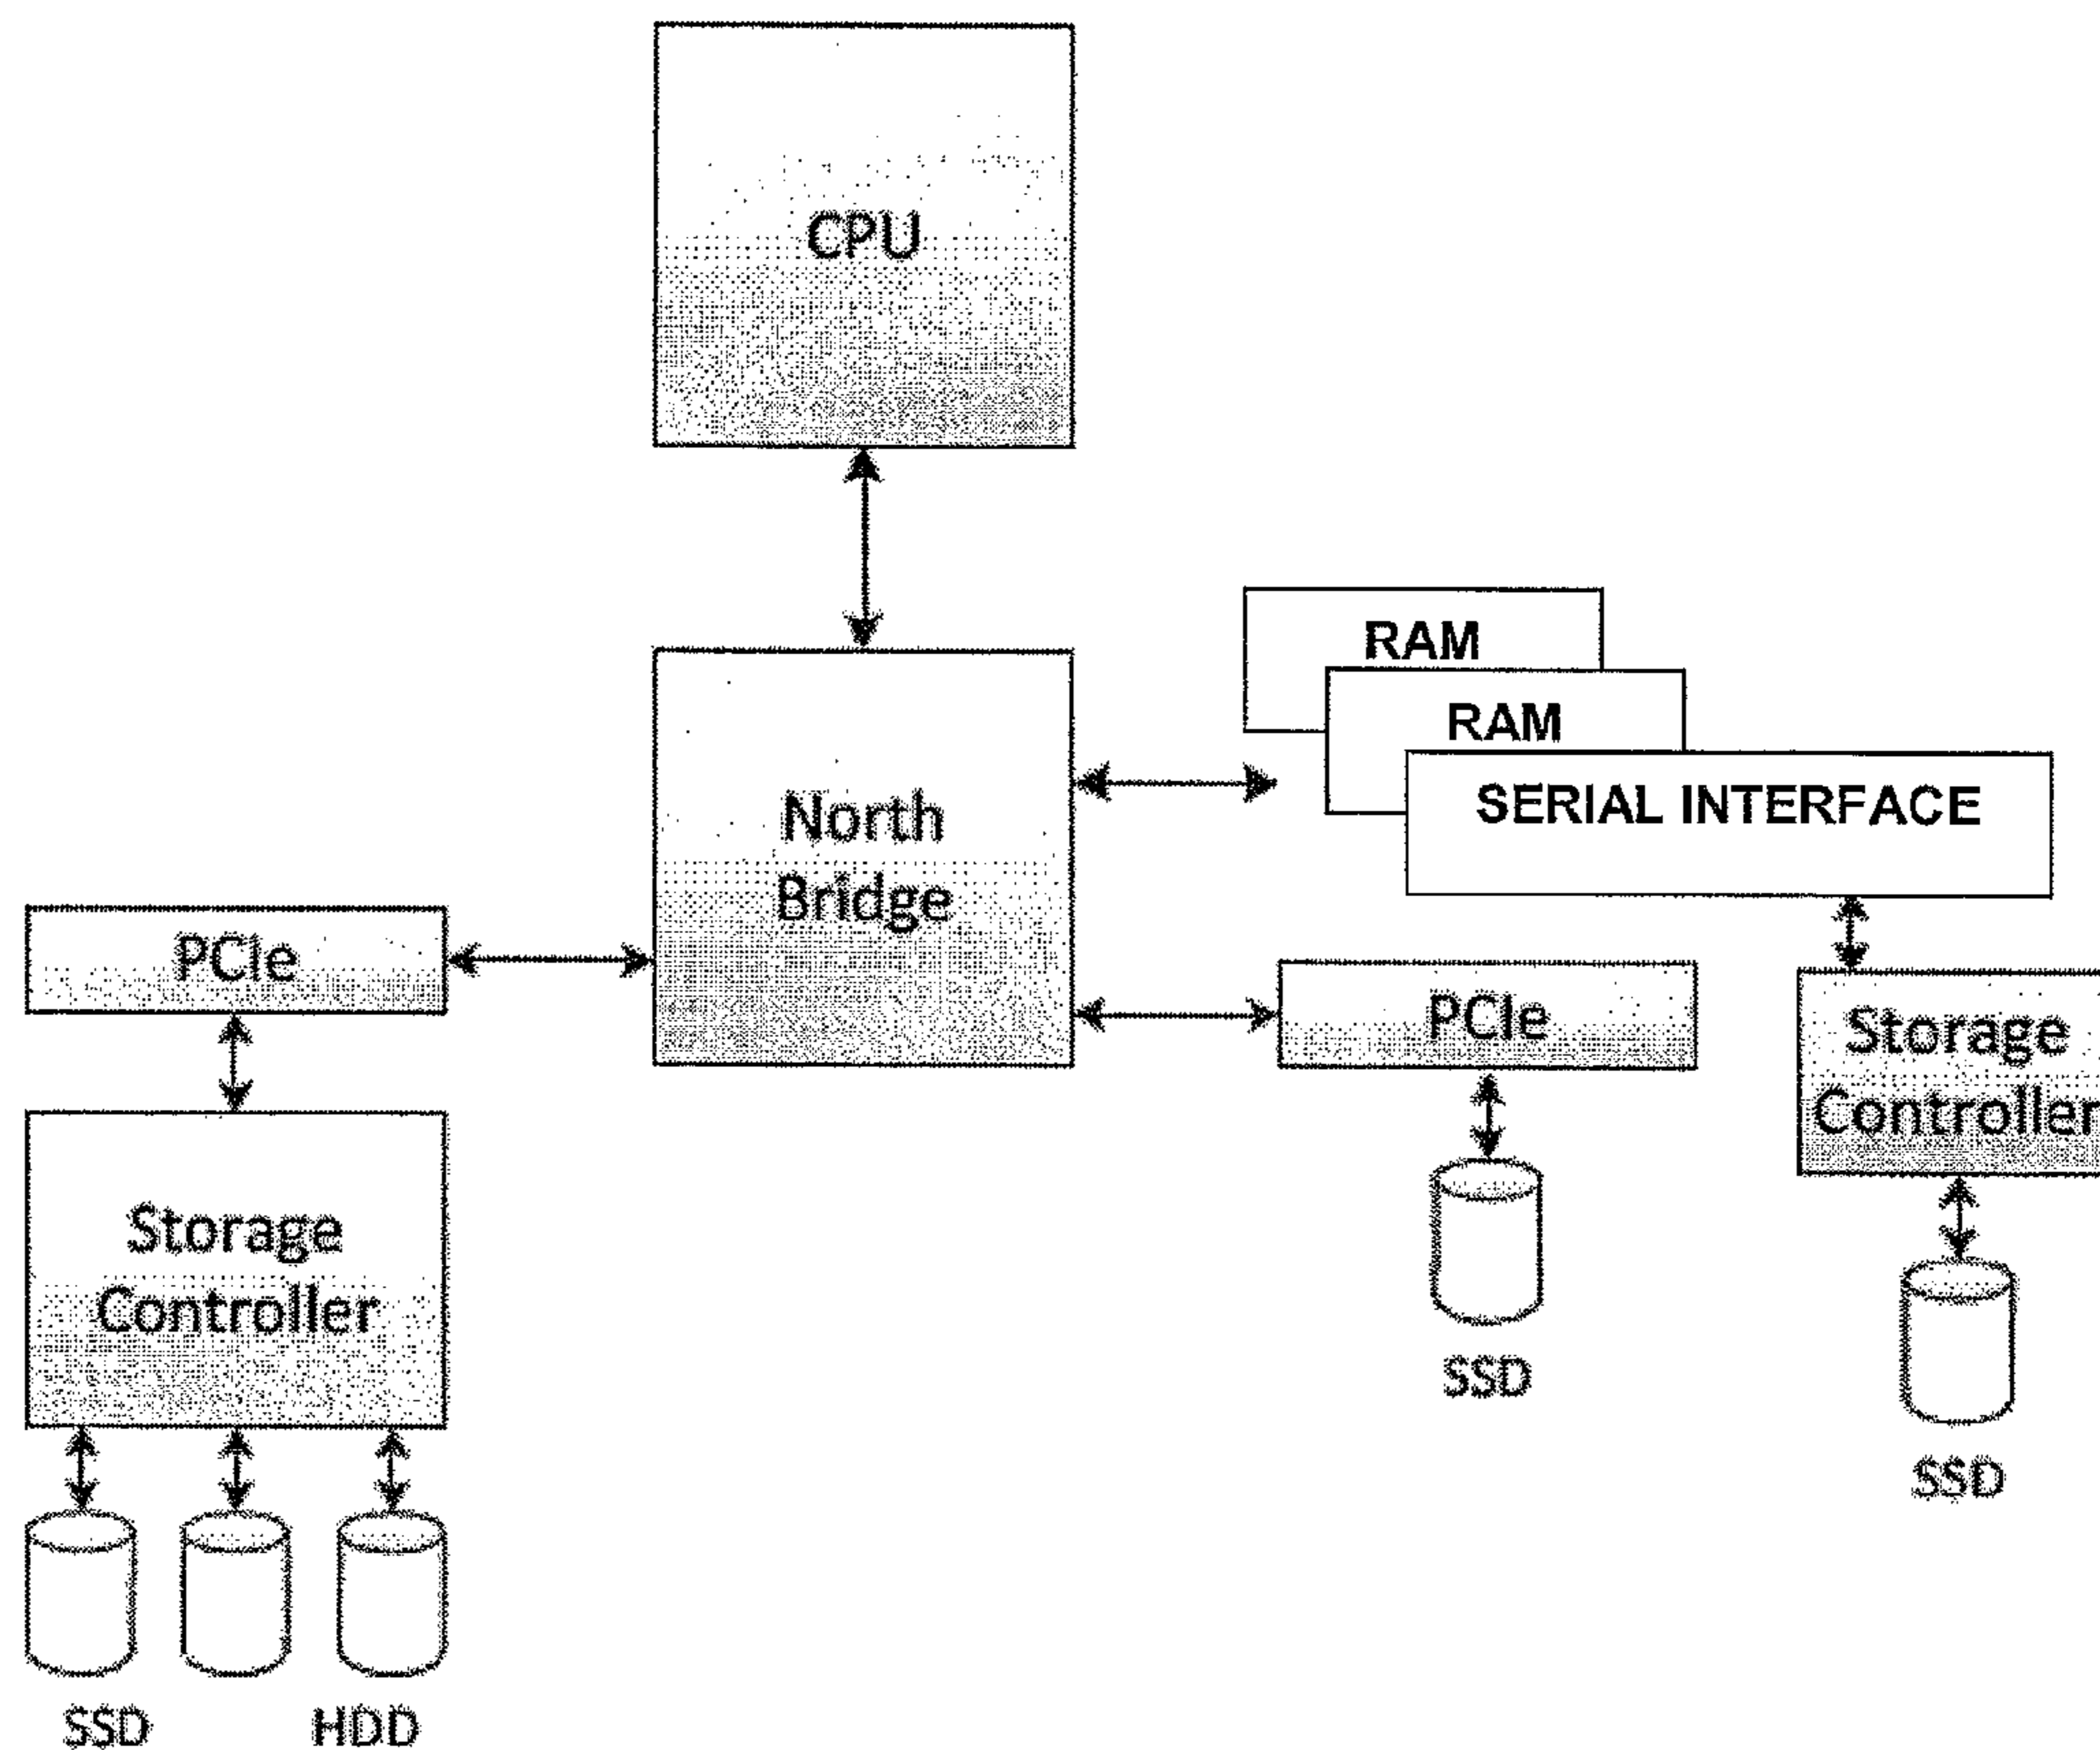 CPU
RAM
RAM
SERIAL INTERFACE
North
Bridge
PCIe
PCIe
Storage
Controller
Storage
Controller
SSD
SSD
SSD
HDD